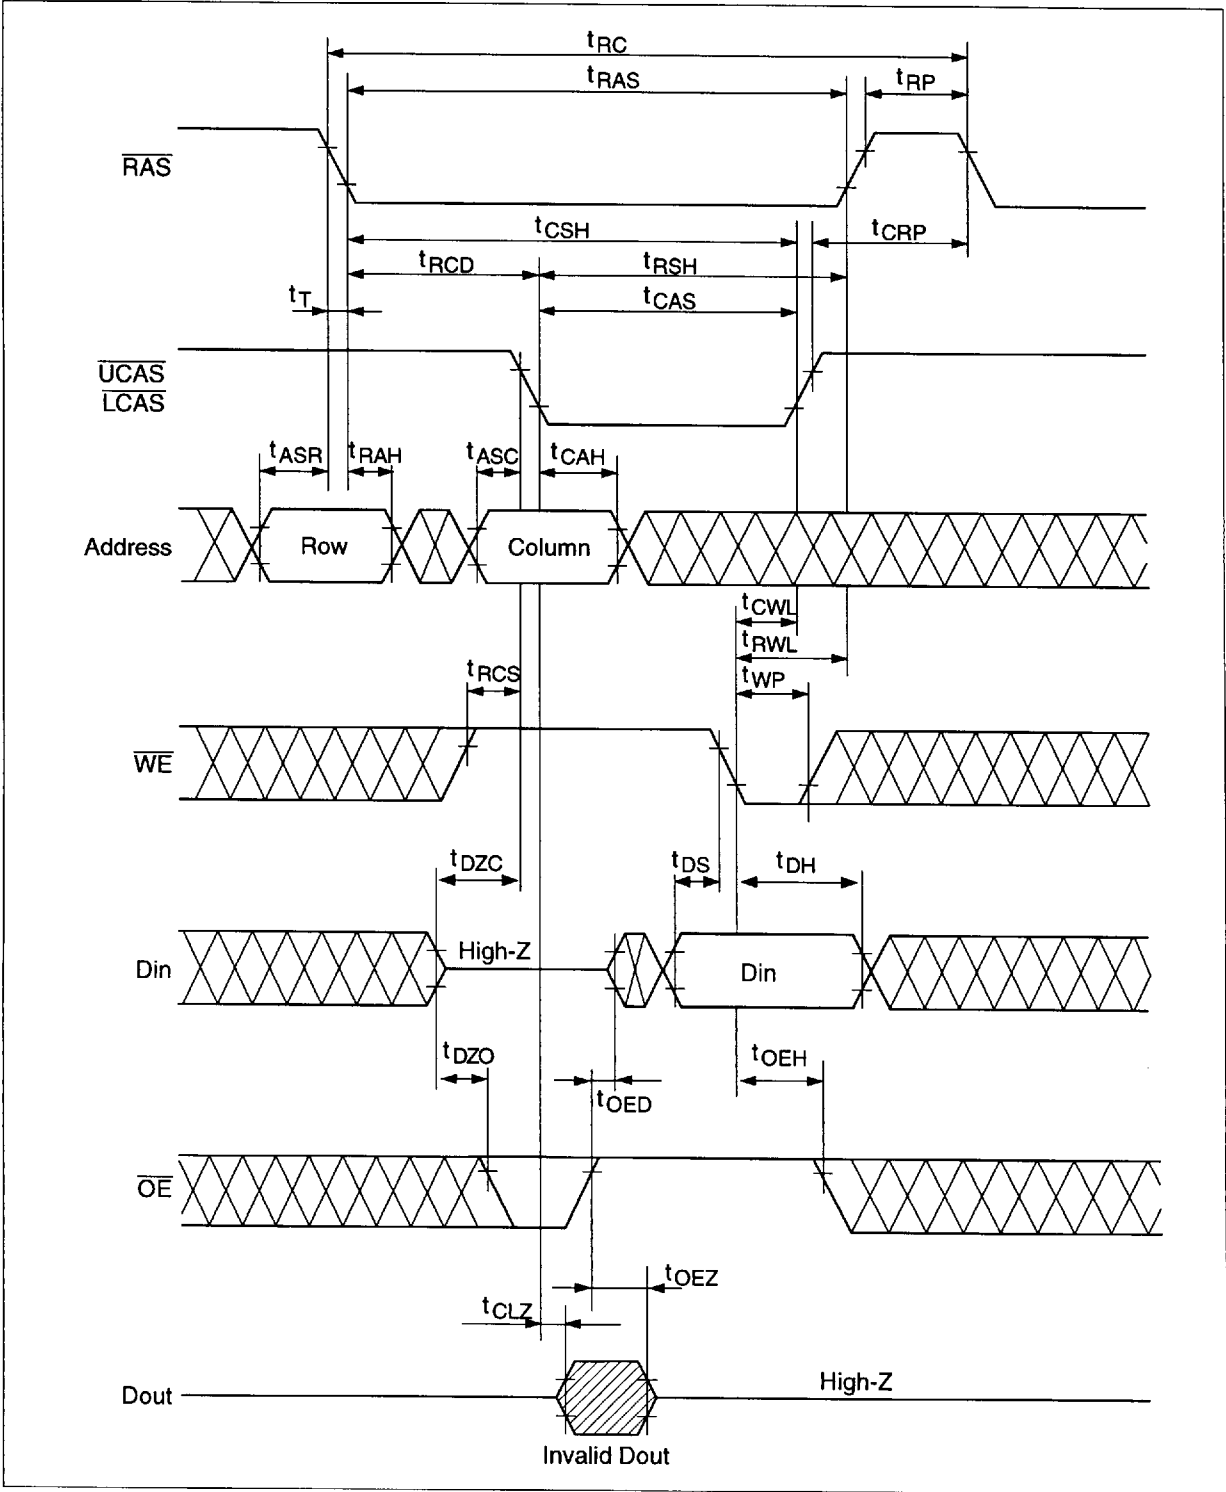 tRC
tRAS
tRP
RAS
tCSH
tCRP
tRCD
tRSH
tT
tCAS
UCAS
LCAS
tASR
tRAH
tASC
tCAH
Address
Row
Column
tCWL
tRWL
tRCS
tWP
WE
tDZC
tDS
tDH
Din
High-Z
Din
tDZO
tOED
tOEH
OE
tOEZ
tCLZ
Dout
High-Z
Invalid Dout